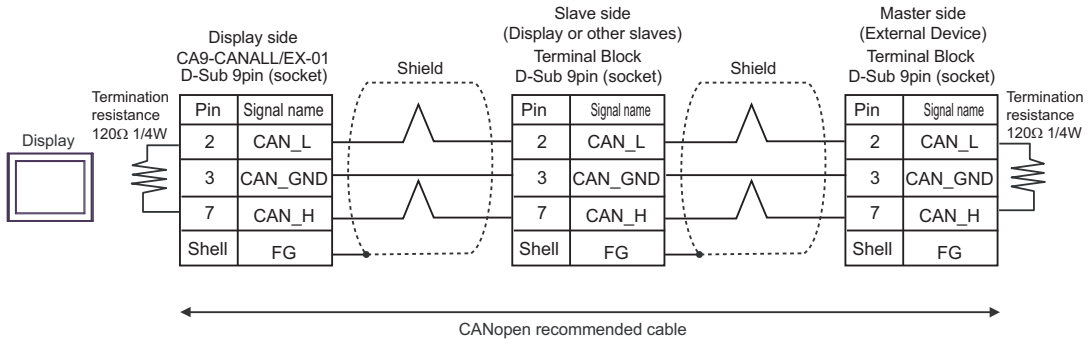 Display side
CA9-CANALL/EX-01
D-Sub 9pin (socket)
Slave side
(Display or other slaves)
Terminal Block
D-Sub 9pin (socket)
Master side
(External Device)
Terminal Block
D-Sub 9pin (socket)
Shield
Shield
Termination
resistance
120Ω 1/4W
Termination
resistance
120Ω 1/4W
Display
Pin Signal name
2 CAN_L
3 CAN_GND
7 CAN_H
Shell FG
Pin Signal name
2 CAN_L
3 CAN_GND
7 CAN_H
Shell FG
Pin Signal name
2 CAN_L
3 CAN_GND
7 CAN_H
Shell FG
CANopen recommended cable